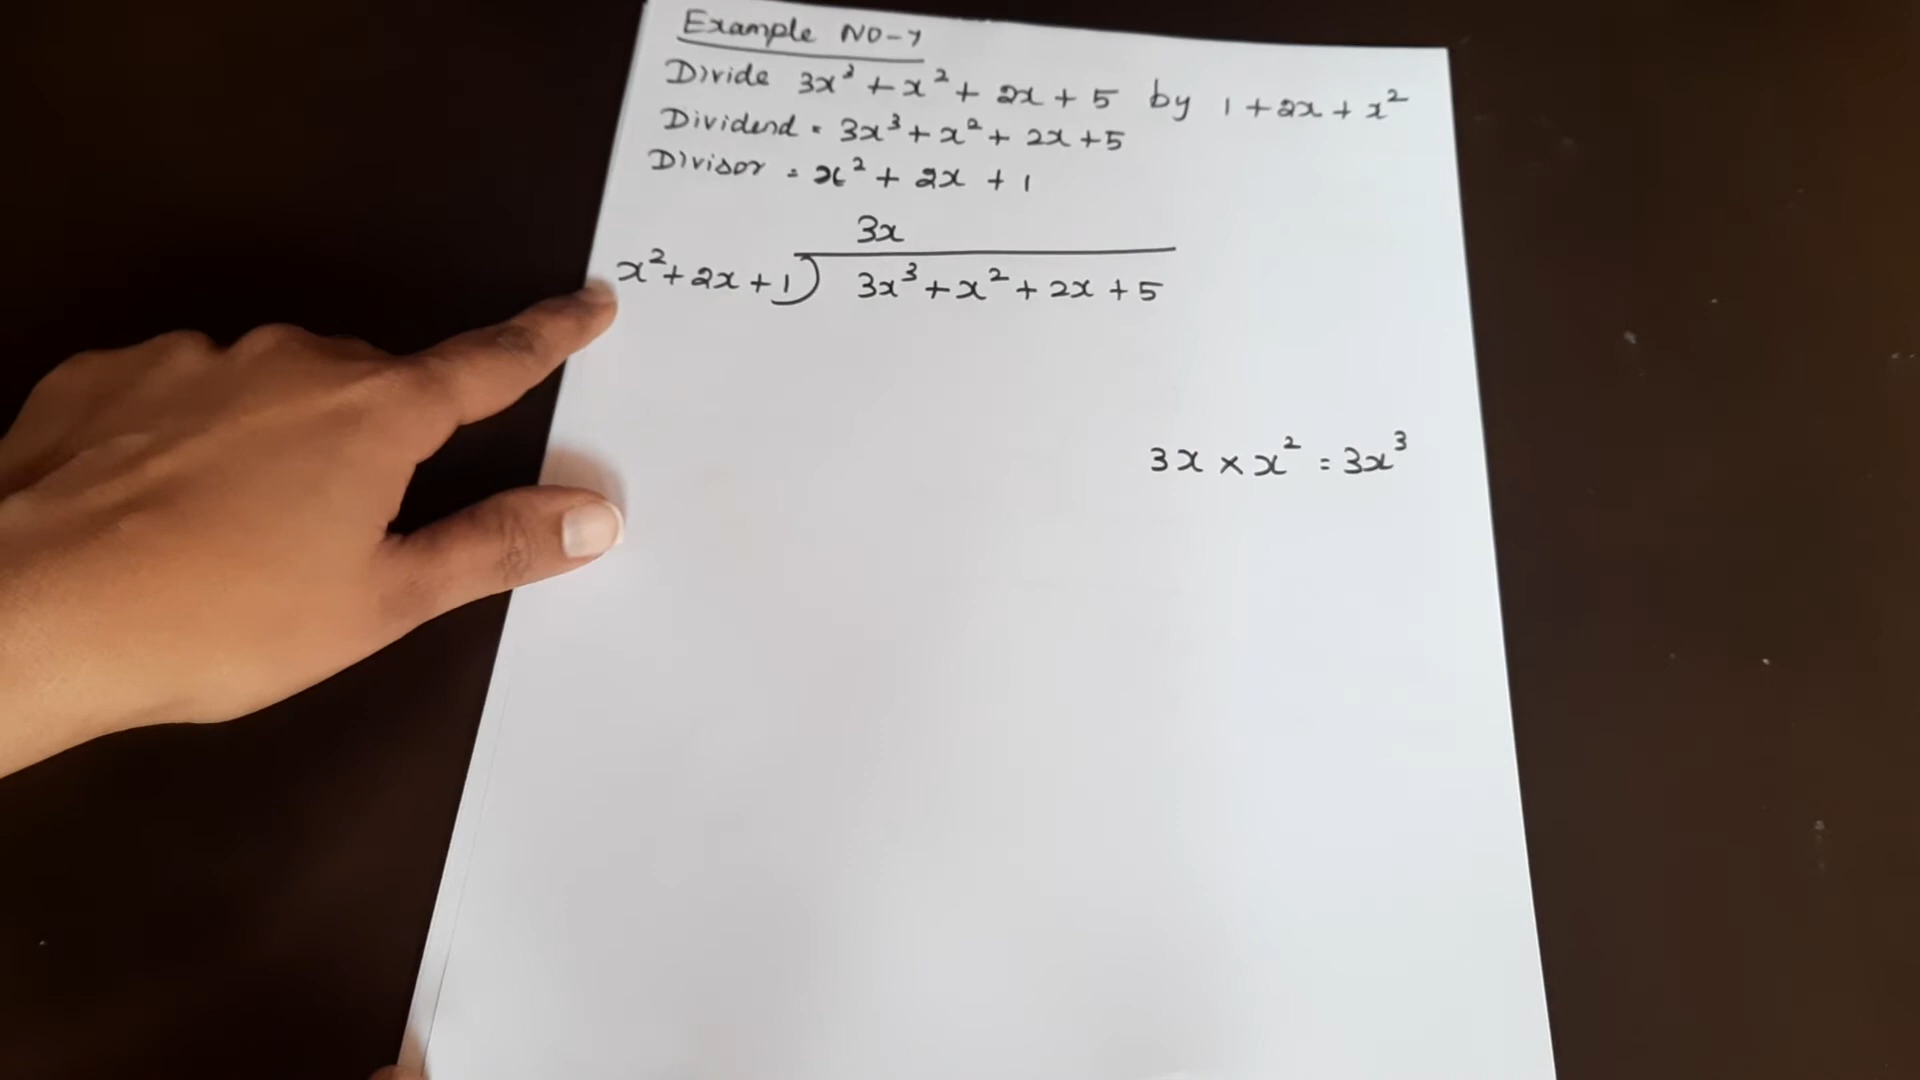 Example NO-7
Divide 3x³ + x² + 2x + 5 by 1 + 2x + x²
Dividend = 3x³ + x² + 2x + 5
Divisor = x² + 2x + 1
3x
x² + 2x + 1 ) 3x³ + x² + 2x + 5
3x × x² = 3x³